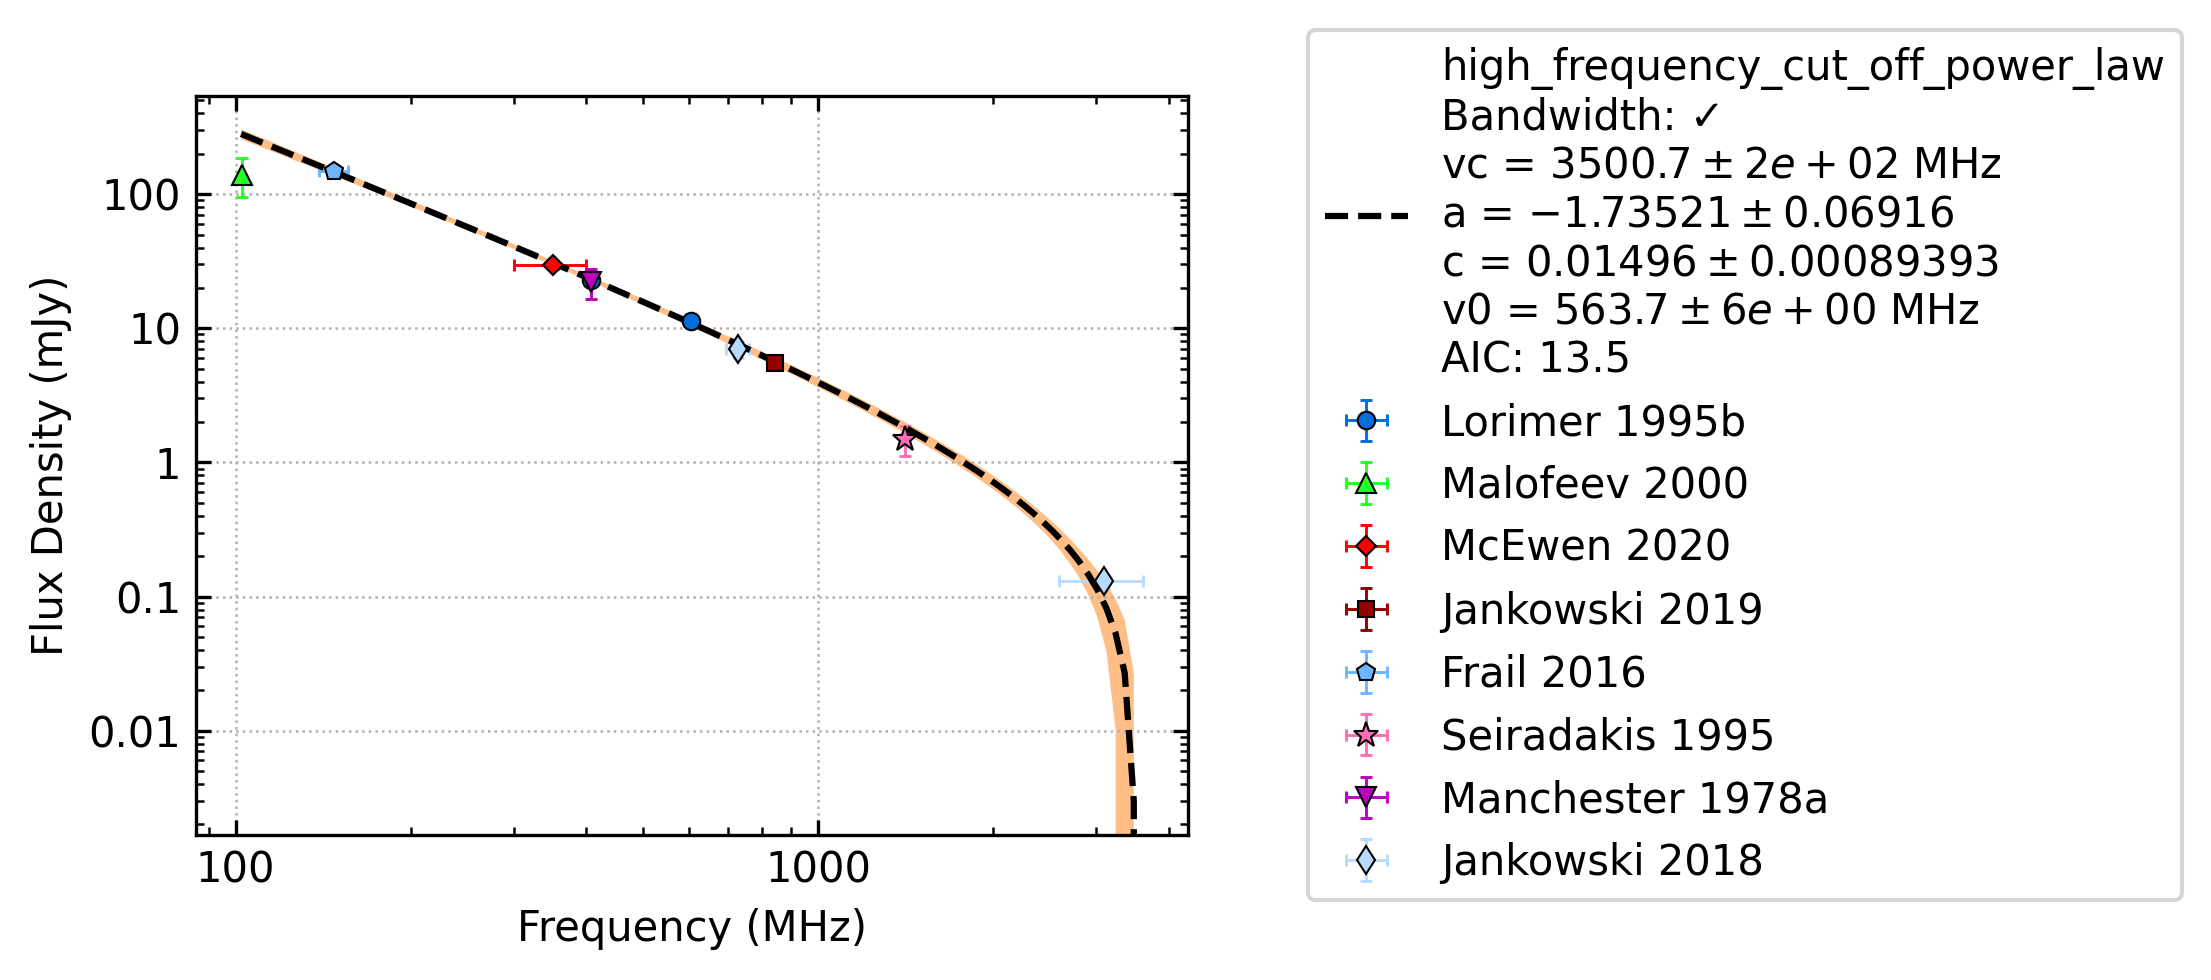 100
10
1
0.1
0.01
100
1000
Flux Density (mJy)
Frequency (MHz)
high_frequency_cut_off_power_law
Bandwidth: ✓
vc = 3500.7 ± 2e + 02 MHz
a = −1.73521 ± 0.06916
c = 0.01496 ± 0.00089393
v0 = 563.7 ± 6e + 00 MHz
AIC: 13.5
Lorimer 1995b
Malofeev 2000
McEwen 2020
Jankowski 2019
Frail 2016
Seiradakis 1995
Manchester 1978a
Jankowski 2018